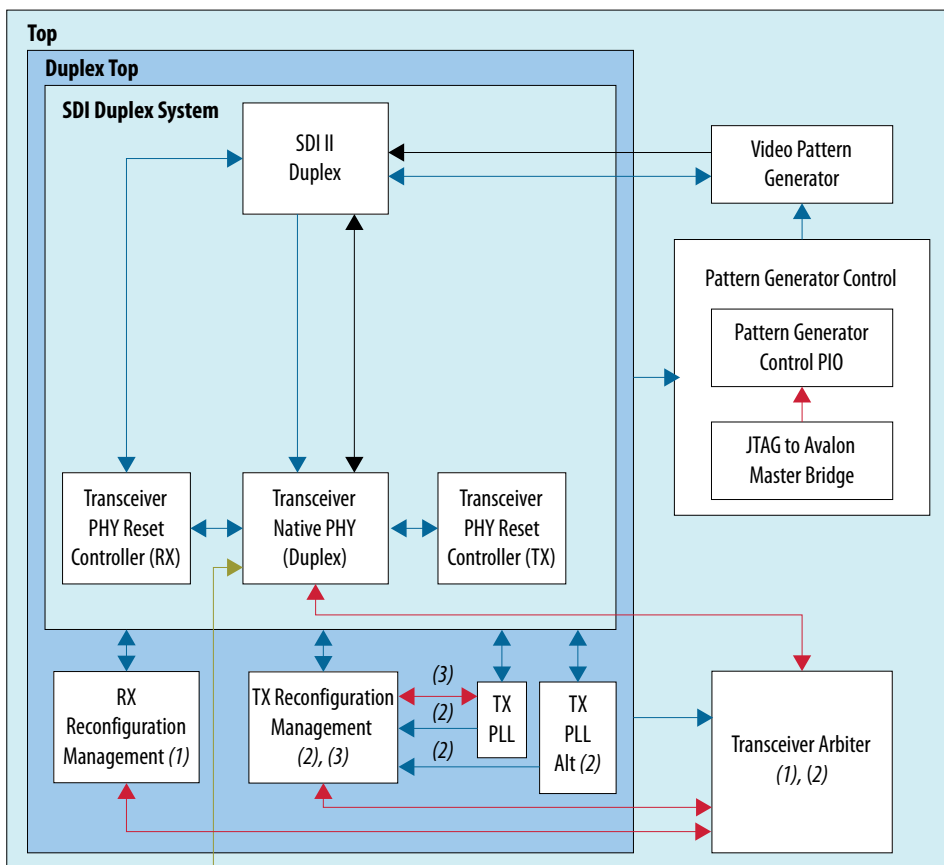 Top
Duplex Top
SDI Duplex System
SDI II
Duplex
Video Pattern
Generator
Pattern Generator Control
Pattern Generator
Control PIO
JTAG to Avalon
Master Bridge
Transceiver
PHY Reset
Controller (RX)
Transceiver
Native PHY
(Duplex)
Transceiver
PHY Reset
Controller (TX)
RX
Reconfiguration
Management (1)
TX Reconfiguration
Management
(2), (3)
(3)
(2)
(2)
TX
PLL
TX
PLL
Alt (2)
Transceiver Arbiter
(1), (2)